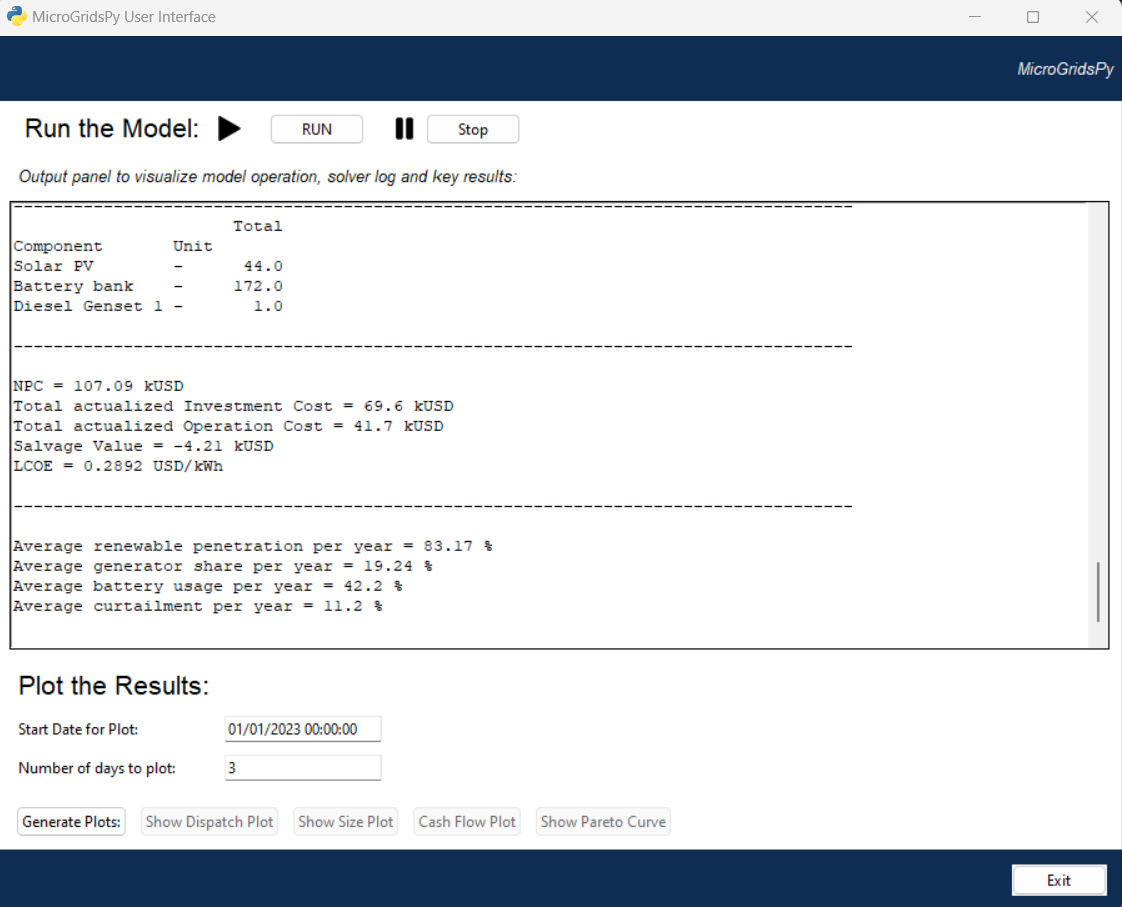 MicroGridsPy User Interface
MicroGridsPy
Run the Model: RUN Stop
Output panel to visualize model operation, solver log and key results:
------------------------------------------------------------------------------------
Total
Component Unit
Solar PV - 44.0
Battery bank - 172.0
Diesel Genset 1 - 1.0
------------------------------------------------------------------------------------
NPC = 107.09 kUSD
Total actualized Investment Cost = 69.6 kUSD
Total actualized Operation Cost = 41.7 kUSD
Salvage Value = -4.21 kUSD
LCOE = 0.2892 USD/kWh
------------------------------------------------------------------------------------
Average renewable penetration per year = 83.17 %
Average generator share per year = 19.24 %
Average battery usage per year = 42.2 %
Average curtailment per year = 11.2 %
Plot the Results:
Start Date for Plot: 01/01/2023 00:00:00
Number of days to plot: 3
Generate Plots: Show Dispatch Plot Show Size Plot Cash Flow Plot Show Pareto Curve
Exit